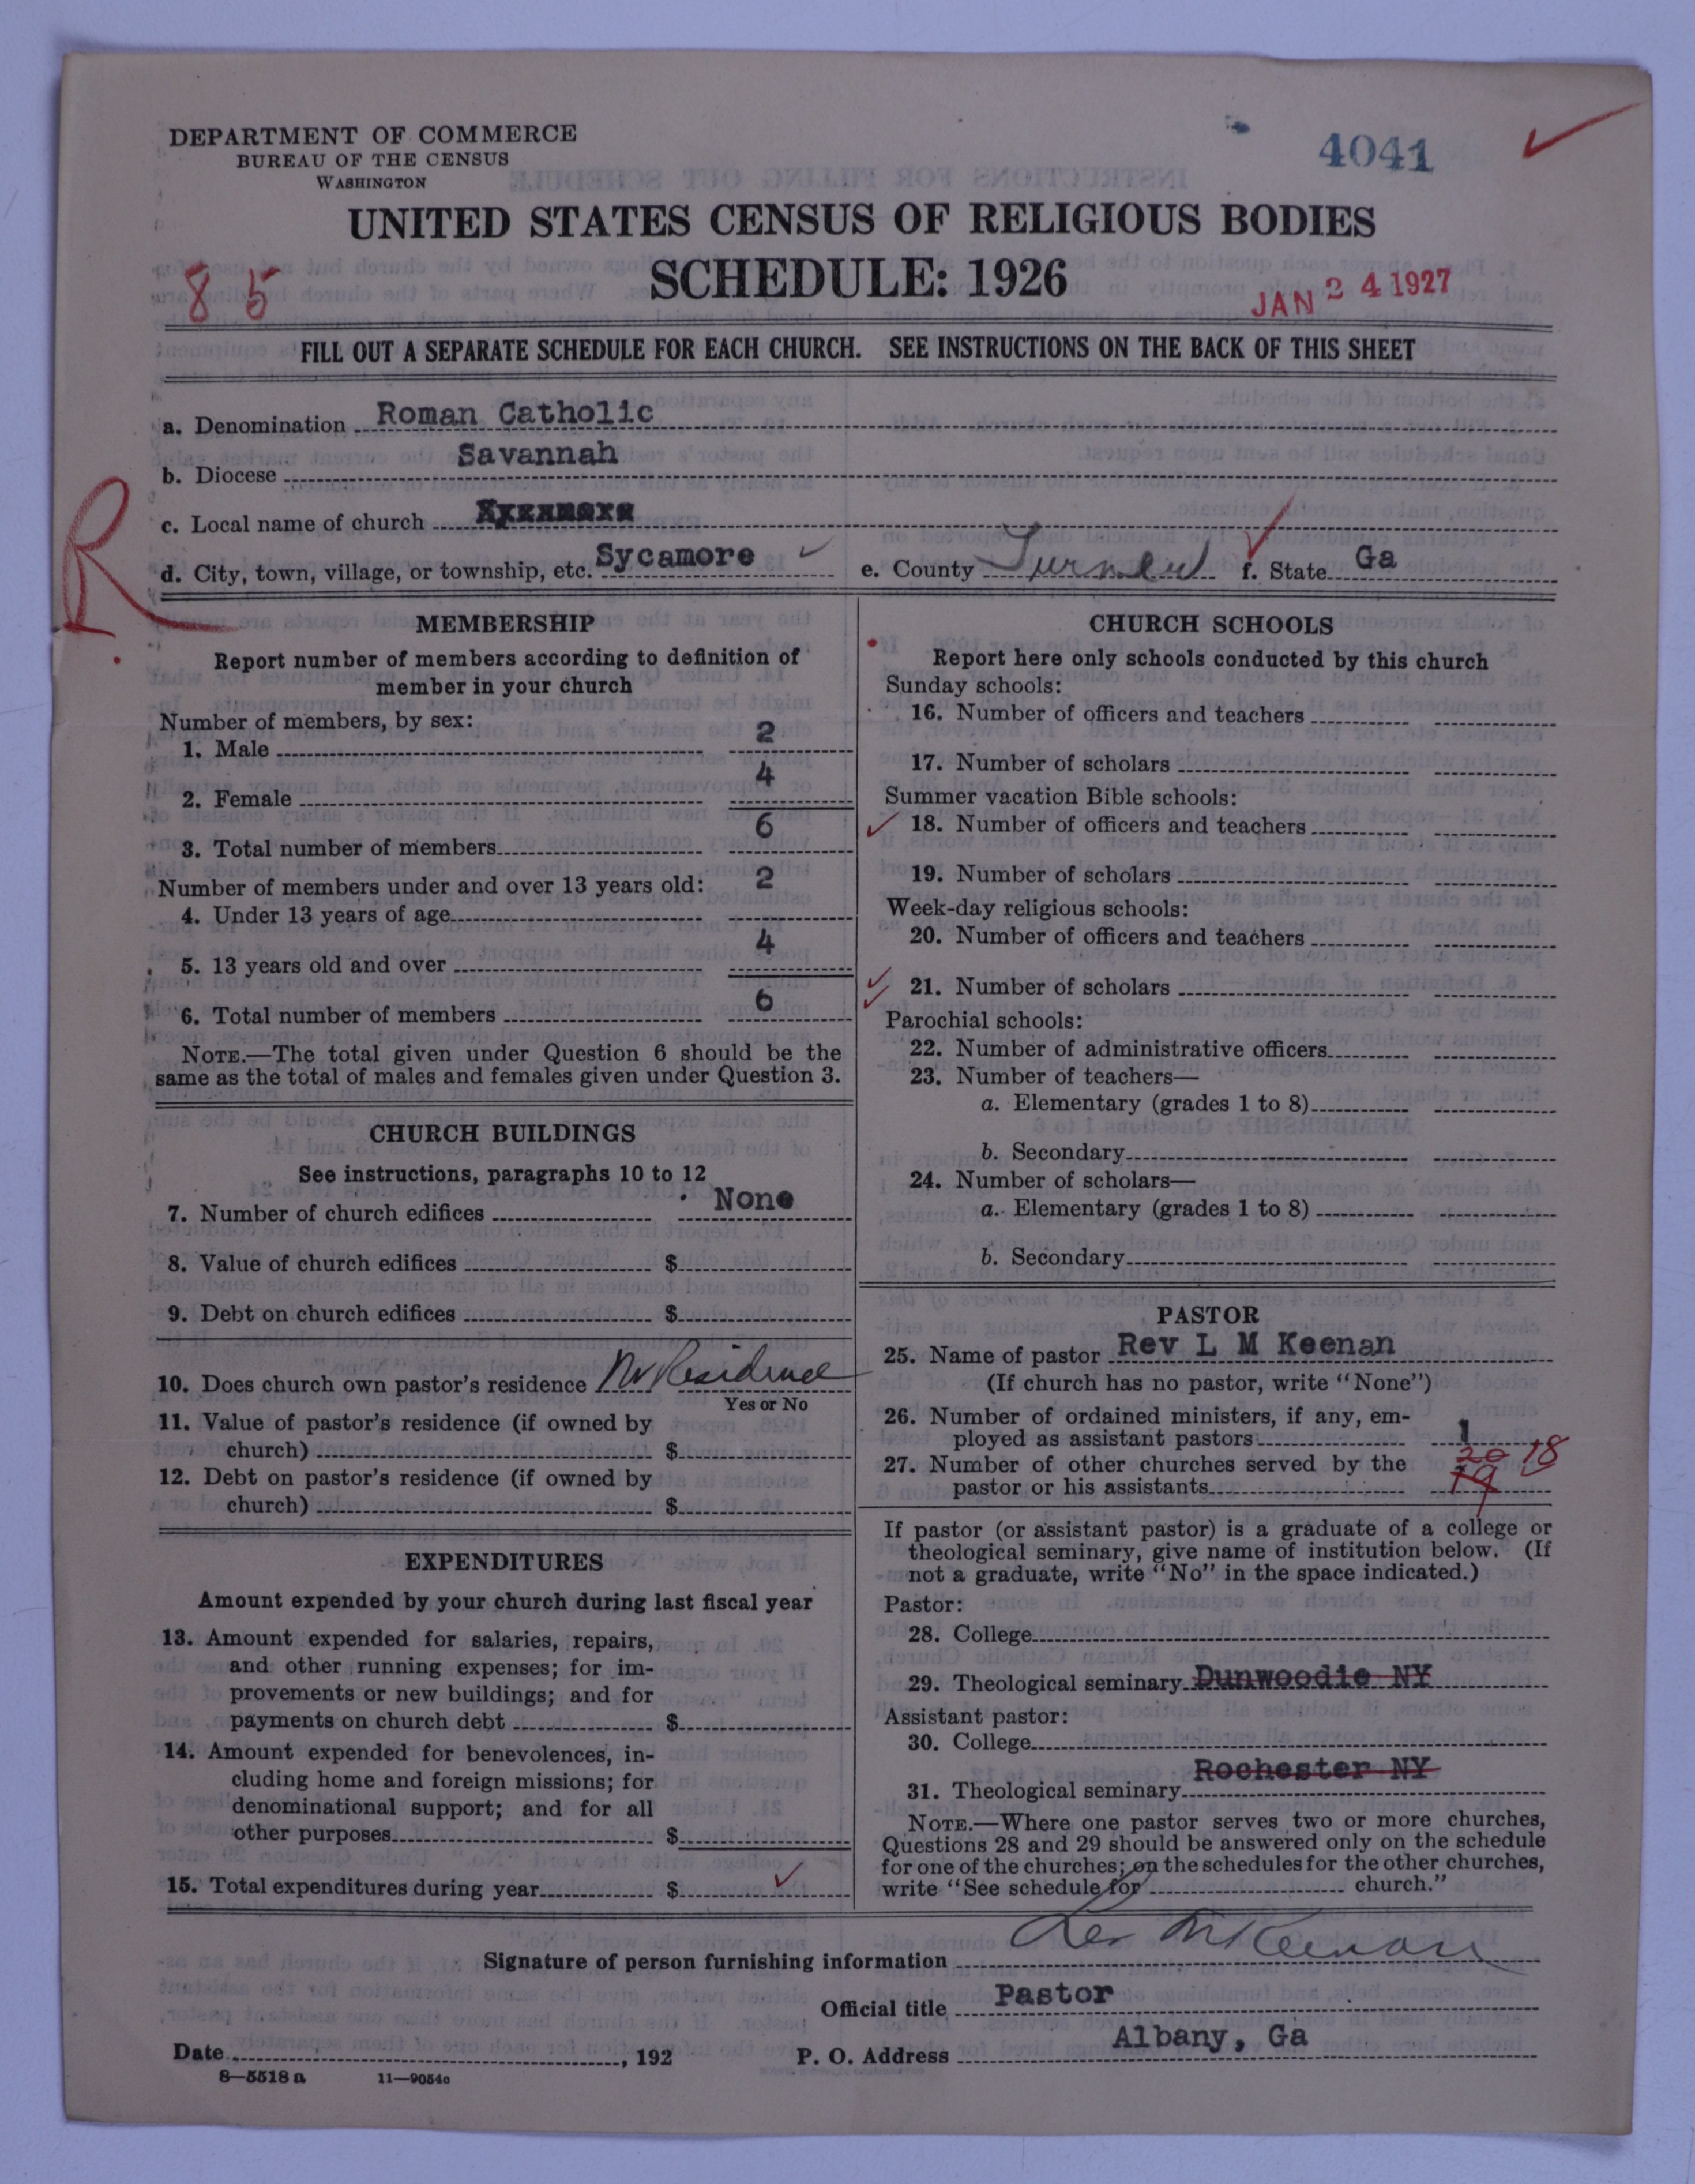 DEPARTMENT OF COMMERCE
BUREAU OF THE CENSUS
WASHINGTON
4041
UNITED STATES CENSUS OF RELIGIOUS BODIES
SCHEDULE: 1926
8 5
JAN 24 1927
FILL OUT A SEPARATE SCHEDULE FOR EACH CHURCH. SEE INSTRUCTIONS ON THE BACK OF THIS SHEET
a. Denomination Roman Catholic
b. Diocese Savannah
c. Local name of church
R
d. City, town, village, or township, etc. Sycamore e. County Turner f. State Ga
MEMBERSHIP
Report number of members according to definition of
member in your church
Number of members, by sex:
1. Male 2
2. Female 4
3. Total number of members 6
Number of members under and over 13 years old:
4. Under 13 years of age 2
5. 13 years old and over 4
6. Total number of members 6
NOTE.—The total given under Question 6 should be the
same as the total of males and females given under Question 3.
CHURCH BUILDINGS
See instructions, paragraphs 10 to 12
7. Number of church edifices None
8. Value of church edifices $
9. Debt on church edifices $
10. Does church own pastor's residence No Residence
Yes or No
11. Value of pastor's residence (if owned by
church) $
12. Debt on pastor's residence (if owned by
church) $
EXPENDITURES
Amount expended by your church during last fiscal year
13. Amount expended for salaries, repairs,
and other running expenses; for im-
provements or new buildings; and for
payments on church debt $
14. Amount expended for benevolences, in-
cluding home and foreign missions; for
denominational support; and for all
other purposes $
15. Total expenditures during year $
CHURCH SCHOOLS
Report here only schools conducted by this church
Sunday schools:
16. Number of officers and teachers
17. Number of scholars
Summer vacation Bible schools:
18. Number of officers and teachers
19. Number of scholars
Week-day religious schools:
20. Number of officers and teachers
21. Number of scholars
Parochial schools:
22. Number of administrative officers
23. Number of teachers—
a. Elementary (grades 1 to 8)
b. Secondary
24. Number of scholars—
a. Elementary (grades 1 to 8)
b. Secondary
PASTOR
25. Name of pastor Rev L M Keenan
(If church has no pastor, write "None")
26. Number of ordained ministers, if any, em-
ployed as assistant pastors 1
27. Number of other churches served by the
20 18
pastor or his assistants 19
If pastor (or assistant pastor) is a graduate of a college or
theological seminary, give name of institution below. (If
not a graduate, write "No" in the space indicated.)
Pastor:
28. College
29. Theological seminary Dunwoodie NY
Assistant pastor:
30. College
Rochester NY
31. Theological seminary
NOTE.—Where one pastor serves two or more churches,
Questions 28 and 29 should be answered only on the schedule
for one of the churches; on the schedules for the other churches,
write "See schedule for church."
Signature of person furnishing information Leo M Keenan
Official title Pastor
Date , 192 P. O. Address Albany, Ga
8—5518 a 11—9054c